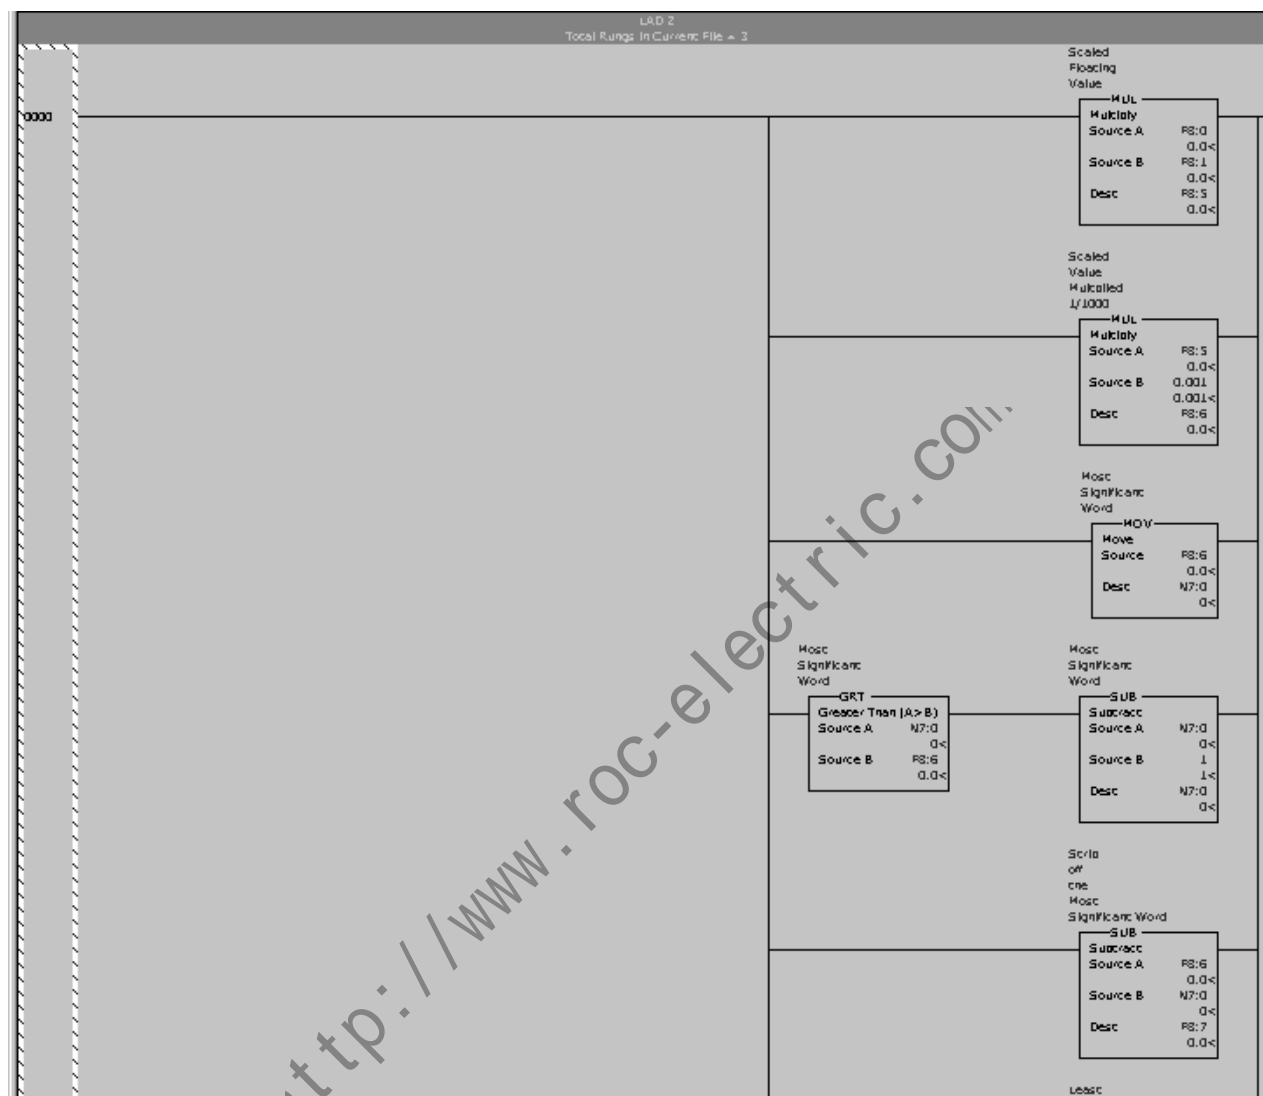 LAD 2
Total Rungs In Current File = 3
0000
Scaled
Floating
Value
MUL
Multiply
Source A F8:0
0.0<
Source B F8:1
0.0<
Dest F8:5
0.0<
Scaled
Value
Multplied
1/1000
MUL
Multiply
Source A F8:5
0.0<
Source B 0.001
0.001<
Dest F8:6
0.0<
Most
Significant
Word
MOV
Move
Source F8:6
0.0<
Dest N7:0
0<
Most
Significant
Word
GRT
Greater Than (A>B)
Source A N7:0
0<
Source B F8:6
0.0<
Most
Significant
Word
SUB
Subtract
Source A N7:0
0<
Source B 1
1<
Dest N7:0
0<
Strip
off
the
Most
Significant Word
SUB
Subtract
Source A F8:6
0.0<
Source B N7:0
0<
Dest F8:7
0.0<
Least
http://www.roc-electric.com